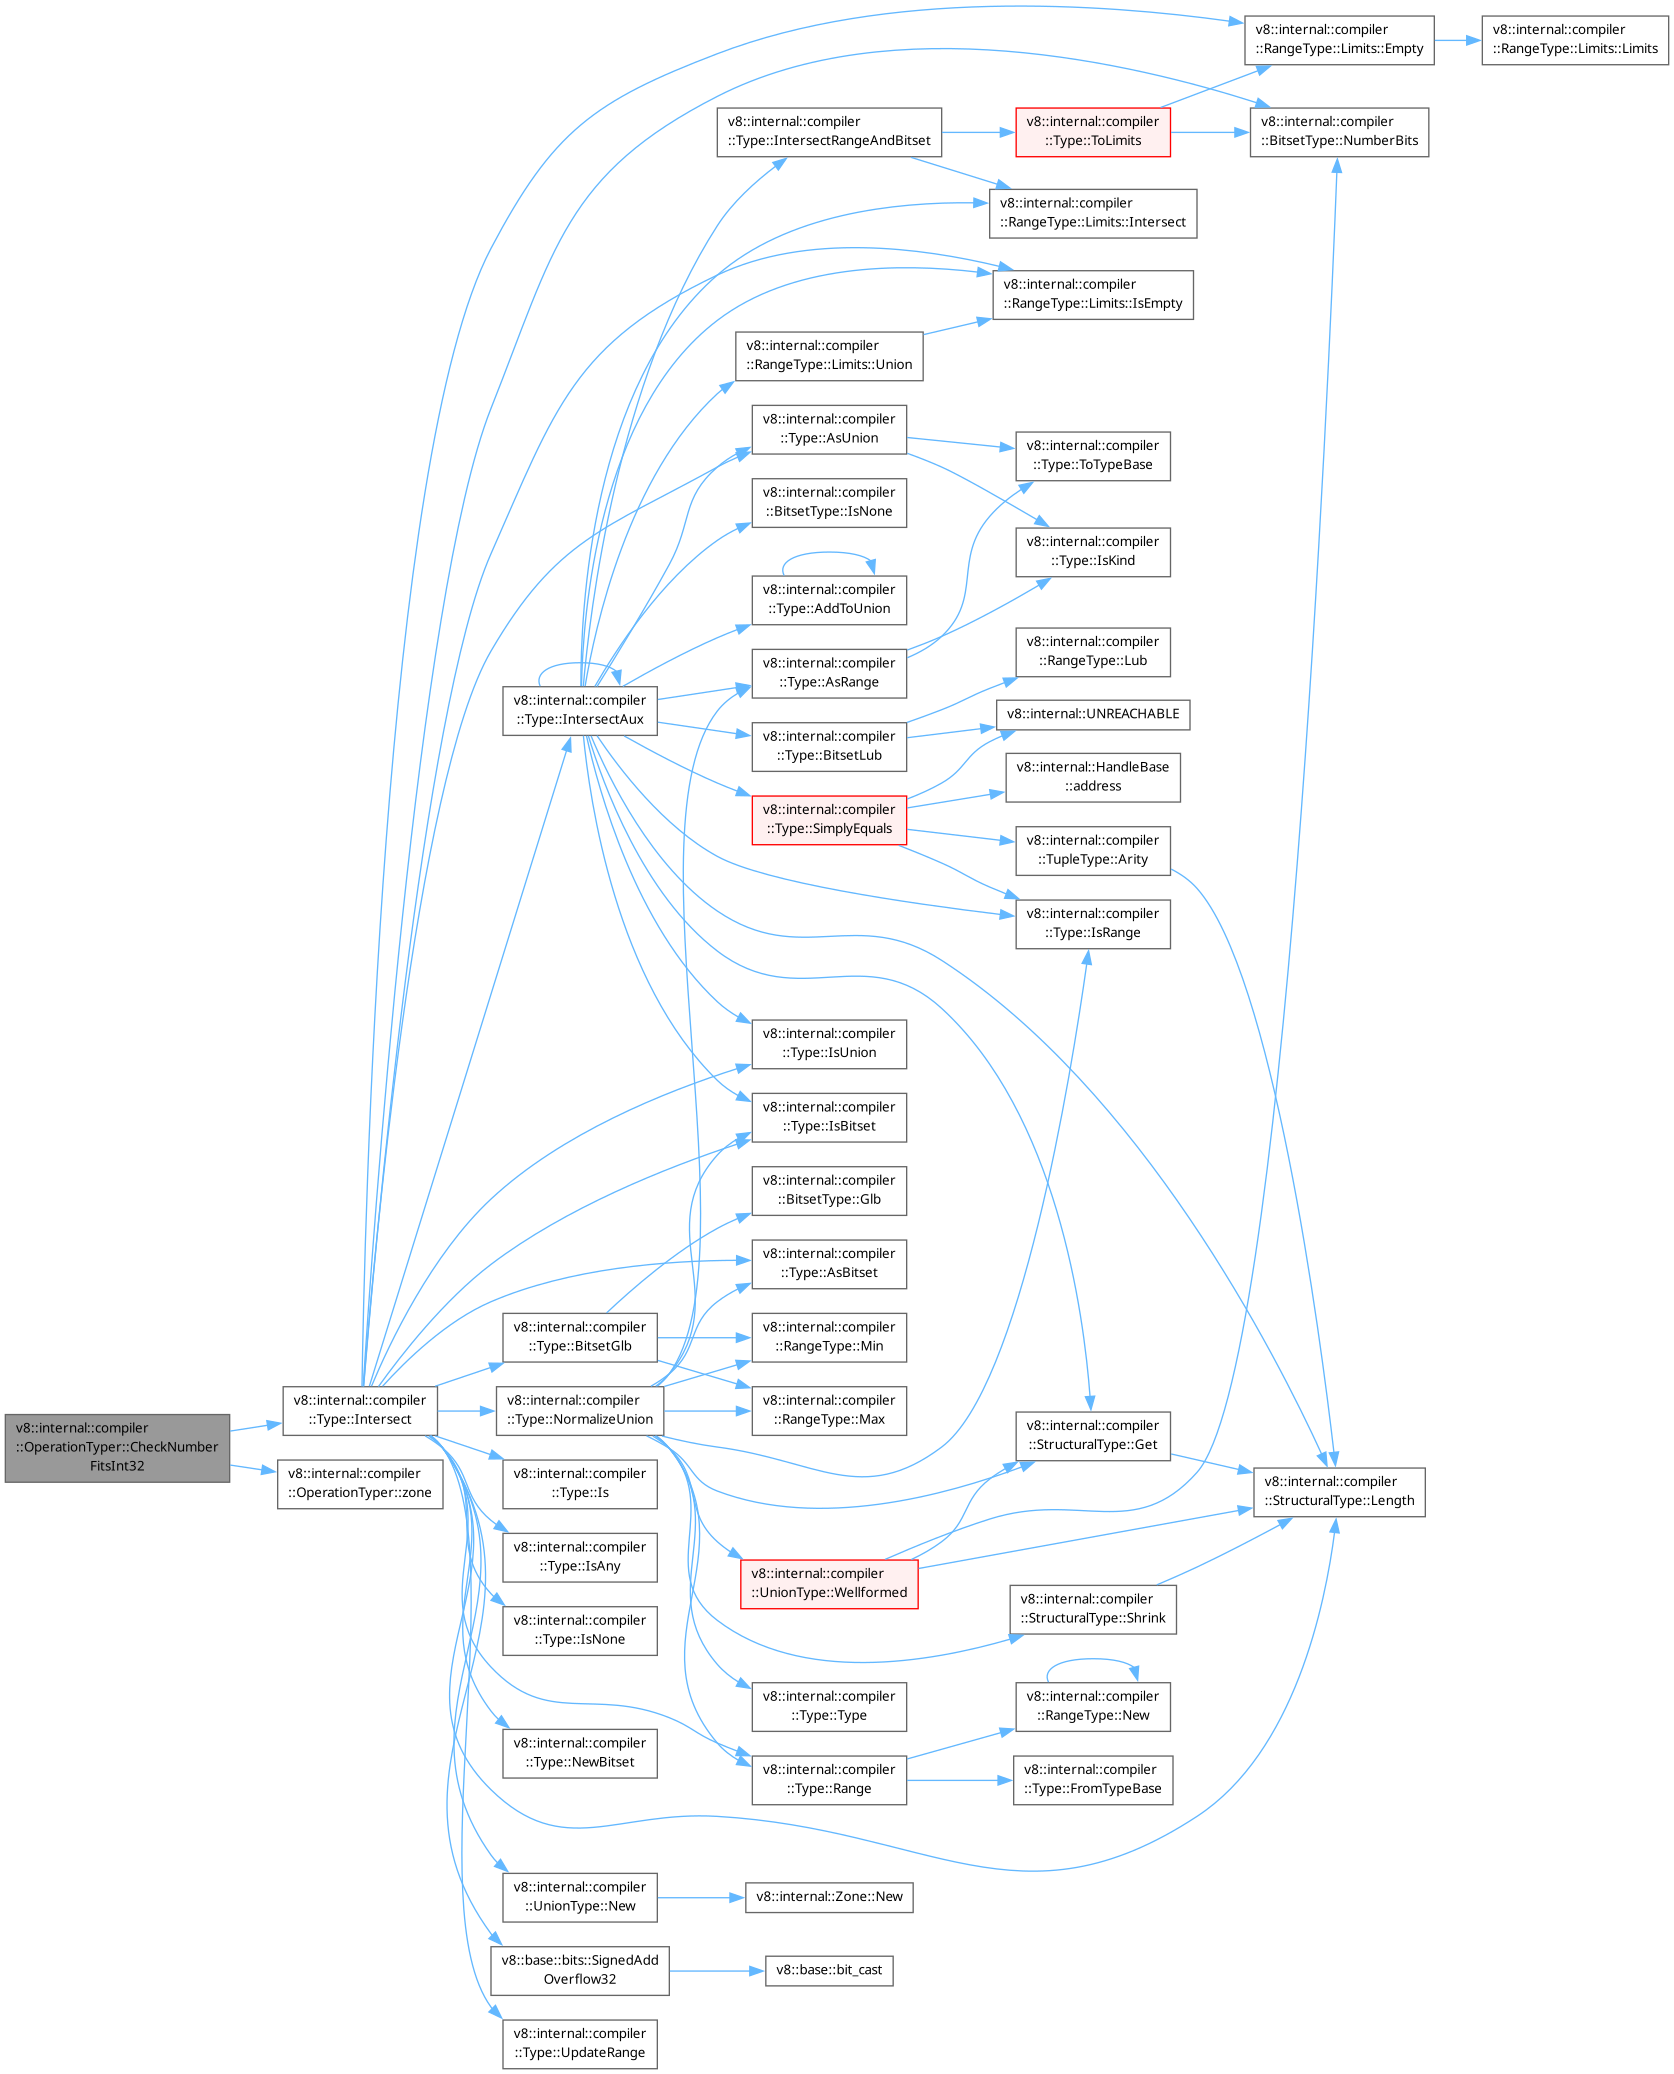 v8::internal::compiler
::OperationTyper::CheckNumber
FitsInt32
v8::internal::compiler
::Type::Intersect
v8::internal::compiler
::OperationTyper::zone
v8::internal::compiler
::Type::IntersectAux
v8::internal::compiler
::Type::BitsetGlb
v8::internal::compiler
::Type::NormalizeUnion
v8::internal::compiler
::Type::Is
v8::internal::compiler
::Type::IsAny
v8::internal::compiler
::Type::IsNone
v8::internal::compiler
::Type::NewBitset
v8::internal::compiler
::UnionType::New
v8::base::bits::SignedAdd
Overflow32
v8::internal::compiler
::Type::UpdateRange
v8::internal::compiler
::Type::IntersectRangeAndBitset
v8::internal::compiler
::RangeType::Limits::Union
v8::internal::compiler
::Type::AsUnion
v8::internal::compiler
::BitsetType::IsNone
v8::internal::compiler
::Type::AddToUnion
v8::internal::compiler
::Type::AsRange
v8::internal::compiler
::Type::BitsetLub
v8::internal::compiler
::Type::SimplyEquals
v8::internal::compiler
::Type::IsUnion
v8::internal::compiler
::Type::IsBitset
v8::internal::compiler
::BitsetType::Glb
v8::internal::compiler
::Type::AsBitset
v8::internal::compiler
::RangeType::Min
v8::internal::compiler
::RangeType::Max
v8::internal::compiler
::UnionType::Wellformed
v8::internal::compiler
::Type::Type
v8::internal::compiler
::Type::Range
v8::internal::Zone::New
v8::base::bit_cast
v8::internal::compiler
::Type::ToLimits
v8::internal::compiler
::RangeType::Limits::Intersect
v8::internal::compiler
::RangeType::Limits::IsEmpty
v8::internal::compiler
::Type::ToTypeBase
v8::internal::compiler
::Type::IsKind
v8::internal::compiler
::RangeType::Lub
v8::internal::UNREACHABLE
v8::internal::HandleBase
::address
v8::internal::compiler
::TupleType::Arity
v8::internal::compiler
::Type::IsRange
v8::internal::compiler
::StructuralType::Get
v8::internal::compiler
::StructuralType::Shrink
v8::internal::compiler
::RangeType::New
v8::internal::compiler
::Type::FromTypeBase
v8::internal::compiler
::RangeType::Limits::Empty
v8::internal::compiler
::BitsetType::NumberBits
v8::internal::compiler
::StructuralType::Length
v8::internal::compiler
::RangeType::Limits::Limits